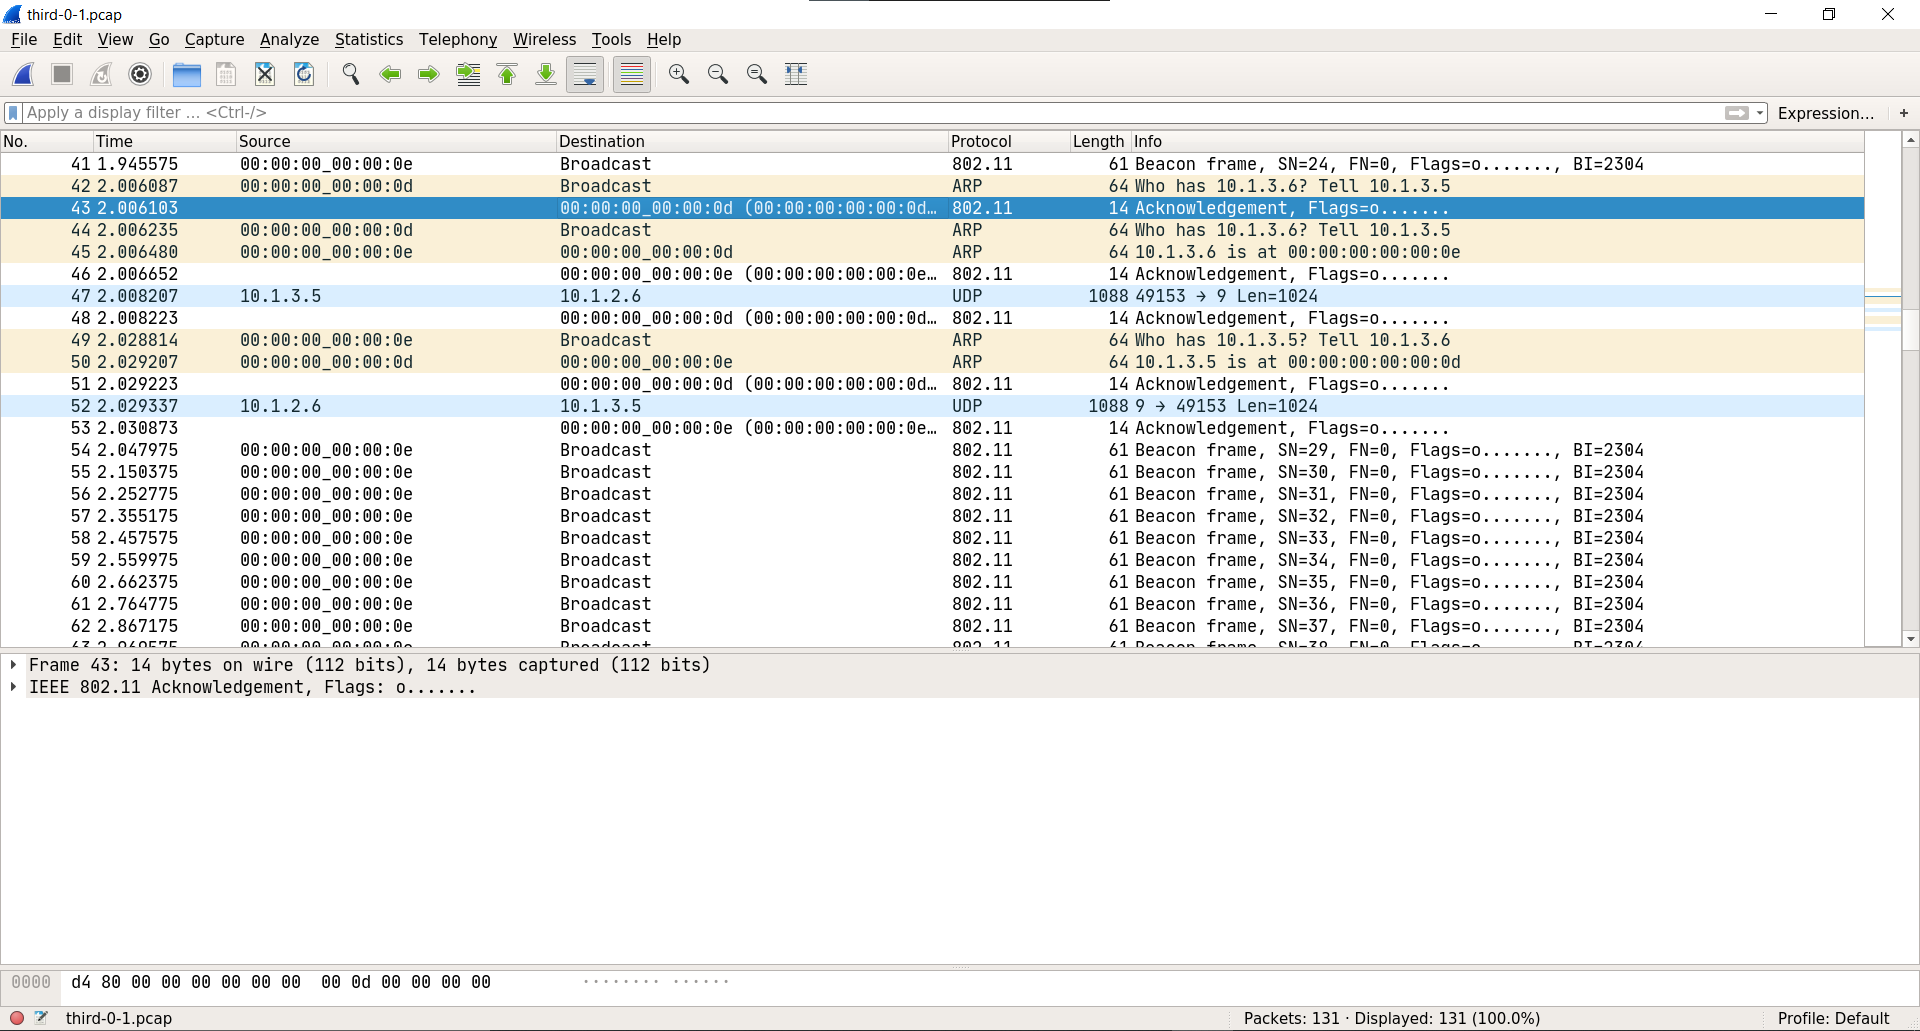 third-0-1.pcap
File Edit View Go Capture Analyze Statistics Telephony Wireless Tools Help
Apply a display filter ... <Ctrl-/> Expression... +
No. Time Source Destination Protocol Length Info
41 1.945575 00:00:00_00:00:0e Broadcast 802.11 61 Beacon frame, SN=24, FN=0, Flags=o......., BI=2304
42 2.006087 00:00:00_00:00:0d Broadcast ARP 64 Who has 10.1.3.6? Tell 10.1.3.5
43 2.006103 00:00:00_00:00:0d (00:00:00:00:00:0d… 802.11 14 Acknowledgement, Flags=o.......
44 2.006235 00:00:00_00:00:0d Broadcast ARP 64 Who has 10.1.3.6? Tell 10.1.3.5
45 2.006480 00:00:00_00:00:0e 00:00:00_00:00:0d ARP 64 10.1.3.6 is at 00:00:00:00:00:0e
46 2.006652 00:00:00_00:00:0e (00:00:00:00:00:0e… 802.11 14 Acknowledgement, Flags=o.......
47 2.008207 10.1.3.5 10.1.2.6 UDP 1088 49153 → 9 Len=1024
48 2.008223 00:00:00_00:00:0d (00:00:00:00:00:0d… 802.11 14 Acknowledgement, Flags=o.......
49 2.028814 00:00:00_00:00:0e Broadcast ARP 64 Who has 10.1.3.5? Tell 10.1.3.6
50 2.029207 00:00:00_00:00:0d 00:00:00_00:00:0e ARP 64 10.1.3.5 is at 00:00:00:00:00:0d
51 2.029223 00:00:00_00:00:0d (00:00:00:00:00:0d… 802.11 14 Acknowledgement, Flags=o.......
52 2.029337 10.1.2.6 10.1.3.5 UDP 1088 9 → 49153 Len=1024
53 2.030873 00:00:00_00:00:0e (00:00:00:00:00:0e… 802.11 14 Acknowledgement, Flags=o.......
54 2.047975 00:00:00_00:00:0e Broadcast 802.11 61 Beacon frame, SN=29, FN=0, Flags=o......., BI=2304
55 2.150375 00:00:00_00:00:0e Broadcast 802.11 61 Beacon frame, SN=30, FN=0, Flags=o......., BI=2304
56 2.252775 00:00:00_00:00:0e Broadcast 802.11 61 Beacon frame, SN=31, FN=0, Flags=o......., BI=2304
57 2.355175 00:00:00_00:00:0e Broadcast 802.11 61 Beacon frame, SN=32, FN=0, Flags=o......., BI=2304
58 2.457575 00:00:00_00:00:0e Broadcast 802.11 61 Beacon frame, SN=33, FN=0, Flags=o......., BI=2304
59 2.559975 00:00:00_00:00:0e Broadcast 802.11 61 Beacon frame, SN=34, FN=0, Flags=o......., BI=2304
60 2.662375 00:00:00_00:00:0e Broadcast 802.11 61 Beacon frame, SN=35, FN=0, Flags=o......., BI=2304
61 2.764775 00:00:00_00:00:0e Broadcast 802.11 61 Beacon frame, SN=36, FN=0, Flags=o......., BI=2304
62 2.867175 00:00:00_00:00:0e Broadcast 802.11 61 Beacon frame, SN=37, FN=0, Flags=o......., BI=2304
Frame 43: 14 bytes on wire (112 bits), 14 bytes captured (112 bits)
IEEE 802.11 Acknowledgement, Flags: o.......
0000 d4 80 00 00 00 00 00 00 00 0d 00 00 00 00 ········ ······
third-0-1.pcap Packets: 131 · Displayed: 131 (100.0%) Profile: Default